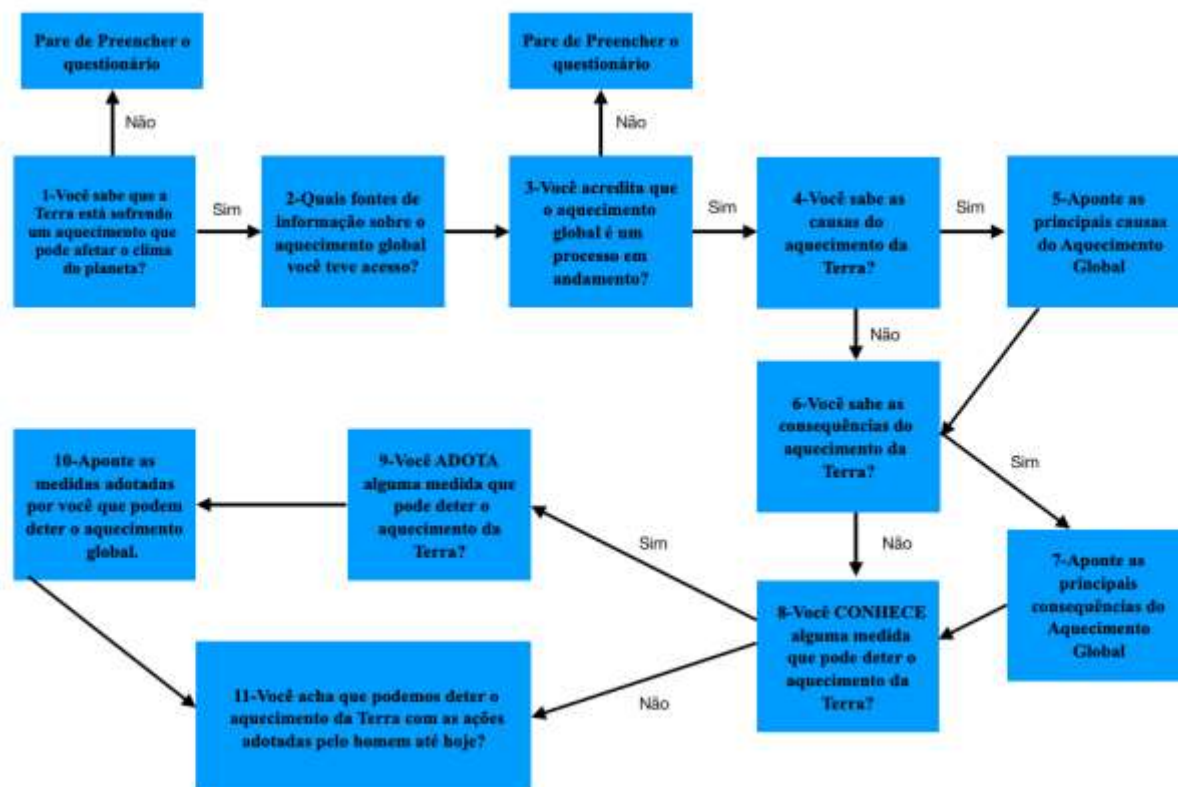 Pare de Preencher o
questionário
Pare de Preencher o
questionário
Não
Não
1-Você sabe que a
Terra está sofrendo
um aquecimento que
pode afetar o clima
do planeta?
Sim
2-Quais fontes de
informação sobre o
aquecimento global
você teve acesso?
3-Você acredita que
o aquecimento
global é um
processo em
andamento?
Sim
4-Você sabe as
causas do
aquecimento da
Terra?
Sim
5-Aponte as
principais causas
do Aquecimento
Global
Não
6-Você sabe as
consequências do
aquecimento da
Terra?
Sim
Não
7-Aponte as
principais
consequências do
Aquecimento
Global
8-Você CONHECE
alguma medida
que pode deter o
aquecimento da
Terra?
Sim
Não
9-Você ADOTA
alguma medida que
pode deter o
aquecimento da
Terra?
10-Aponte as
medidas adotadas
por você que podem
deter o aquecimento
global.
11-Você acha que podemos deter o
aquecimento da Terra com as ações
adotadas pelo homem até hoje?